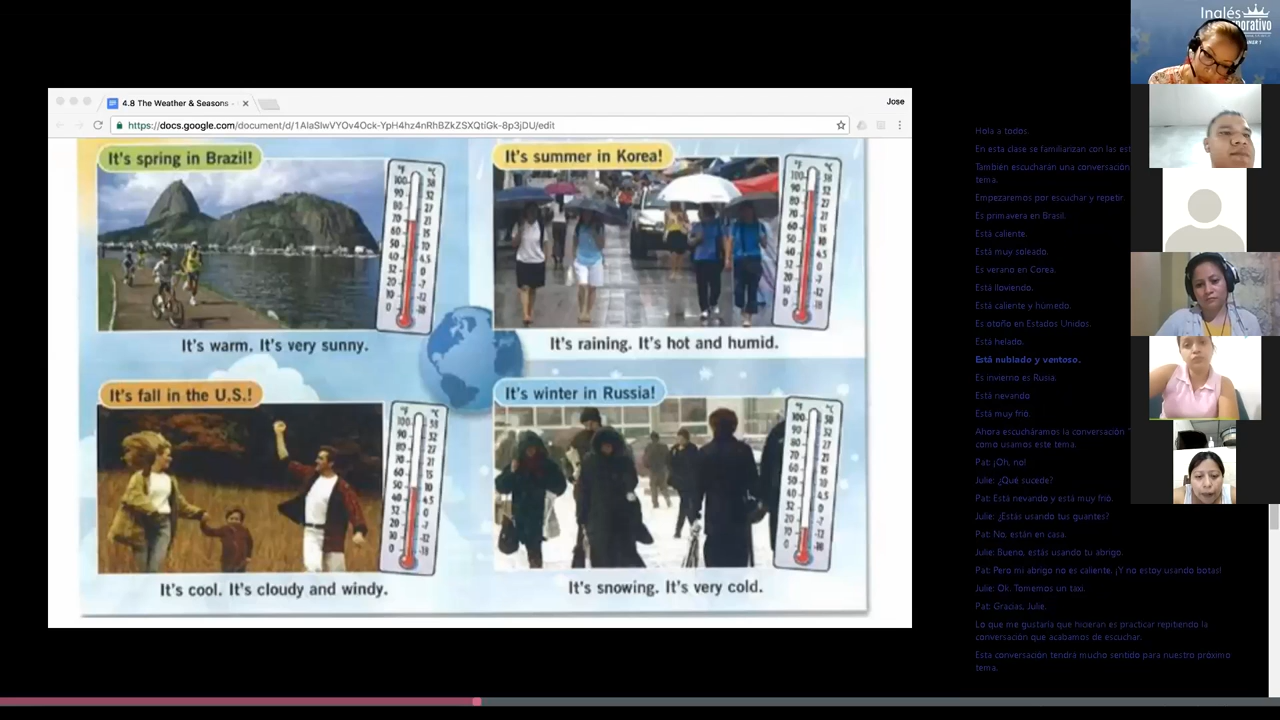 4.8 The Weather & Seasons -
Jose
https://docs.google.com/document/d/1AIaSIwVYOv4Ock-YpH4hz4nRhBZkZSXQtiGk-8p3jDU/edit
It's spring in Brazil!
It's warm. It's very sunny.
It's summer in Korea!
It's raining. It's hot and humid.
It's fall in the U.S.!
It's cool. It's cloudy and windy.
It's winter in Russia!
It's snowing. It's very cold.
Hola a todos.
En esta clase se familiarizan con las est
También escucharán una conversación
tema.
Empezaremos por escuchar y repetir.
Es primavera en Brasil.
Está caliente.
Está muy soleado.
Es verano en Corea.
Está lloviendo.
Está caliente y húmedo.
Es otoño en Estados Unidos.
Está helado.
Está nublado y ventoso.
Es invierno es Rusia.
Está nevando
Está muy frió.
Ahora escucháramos la conversación
como usamos este tema.
Pat: ¡Oh, no!
Julie: ¿Qué sucede?
Pat: Está nevando y está muy frió.
Julie: ¿Estás usando tus guantes?
Pat: No, están en casa.
Julie: Bueno, estás usando tu abrigo.
Pat: Pero mi abrigo no es caliente, ¡Y no estoy usando botas!
Julie: Ok. Tomemos un taxi.
Pat: Gracias, Julie.
Lo que me gustaría que hicieran es practicar repitiendo la
conversación que acabamos de escuchar.
Esta conversación tendrá mucho sentido para nuestro próximo
tema.
Inglés